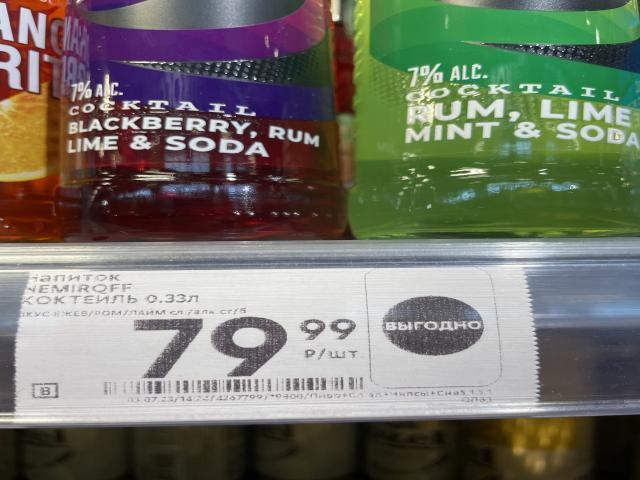 7% ALC.
COCKTAIL
BLACKBERRY, RUM
LIME & SODA
7% ALC.
COCKTAIL
RUM, LIME
MINT & SODA
НАПИТОК
NEMIROFF
КОКТЕЙЛЬ 0.33л
79 99
₽/шт.
ВЫГОДНО
В